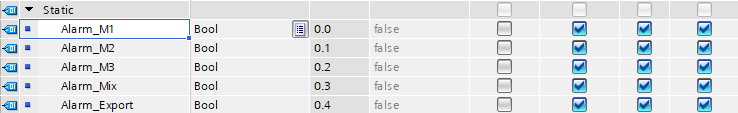 Static
Alarm_M1 Bool 0.0 false
Alarm_M2 Bool 0.1 false
Alarm_M3 Bool 0.2 false
Alarm_Mix Bool 0.3 false
Alarm_Export Bool 0.4 false